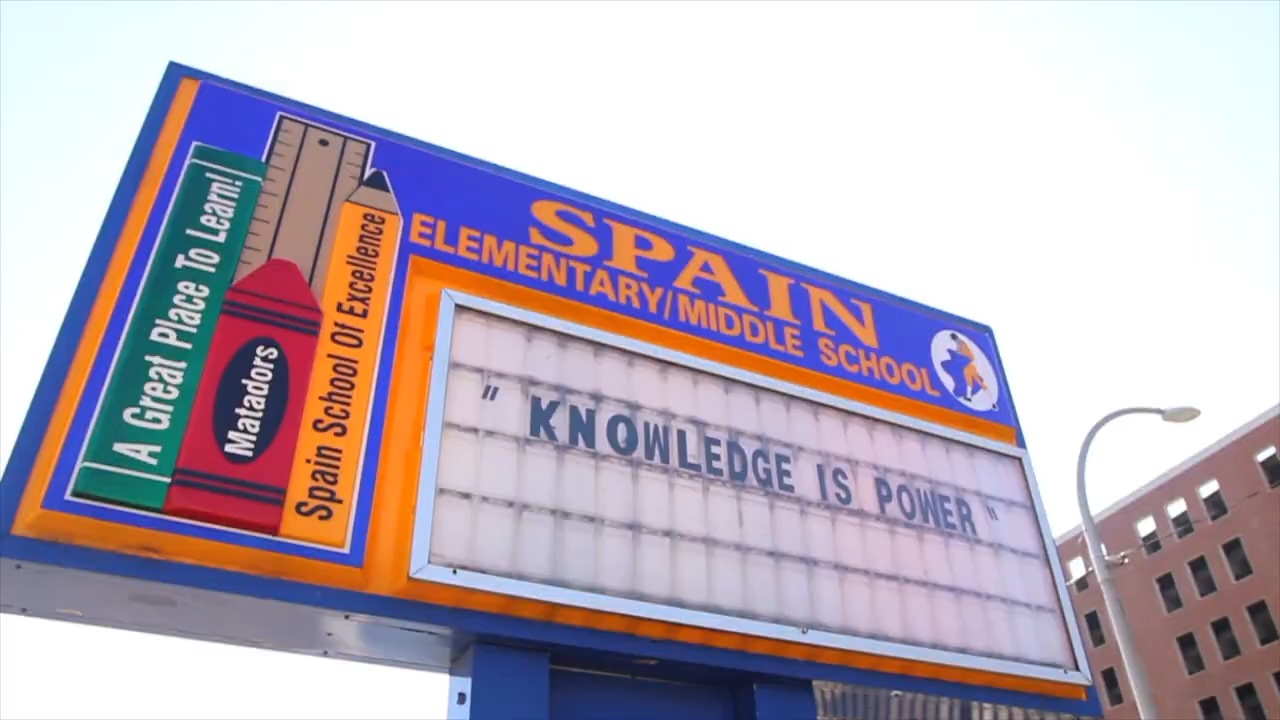 A Great Place To Learn!
Matadors
Spain School Of Excellence
SPAIN
ELEMENTARY/MIDDLE SCHOOL
" KNOWLEDGE IS POWER "